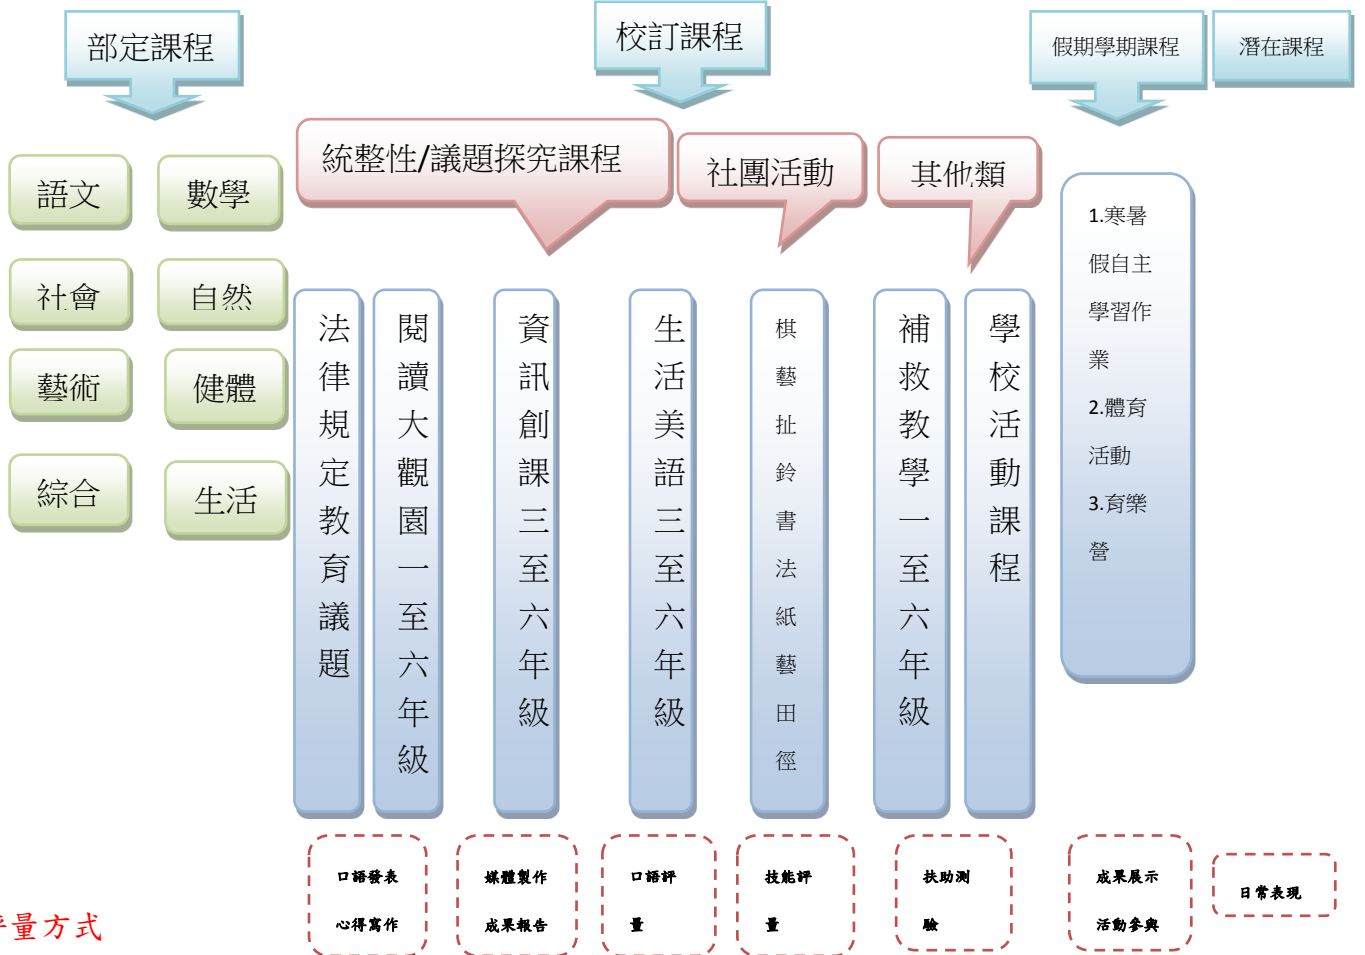 部定課程
校訂課程
假期學期課程
潛在課程
統整性/議題探究課程
社團活動
其他類
語文
數學
社會
自然
藝術
健體
綜合
生活
法律規定教育議題
閱讀大觀園一至六年級
資訊創課三至六年級
生活美語三至六年級
棋藝扯鈴書法紙藝田徑
補救教學一至六年級
學校活動課程
1.寒暑
假自主
學習作
業
2.體育
活動
3.育樂
營
口語發表
心得寫作
媒體製作
成果報告
口語評
量
技能評
量
扶助測
驗
成果展示
活動參與
日常表現
量方式